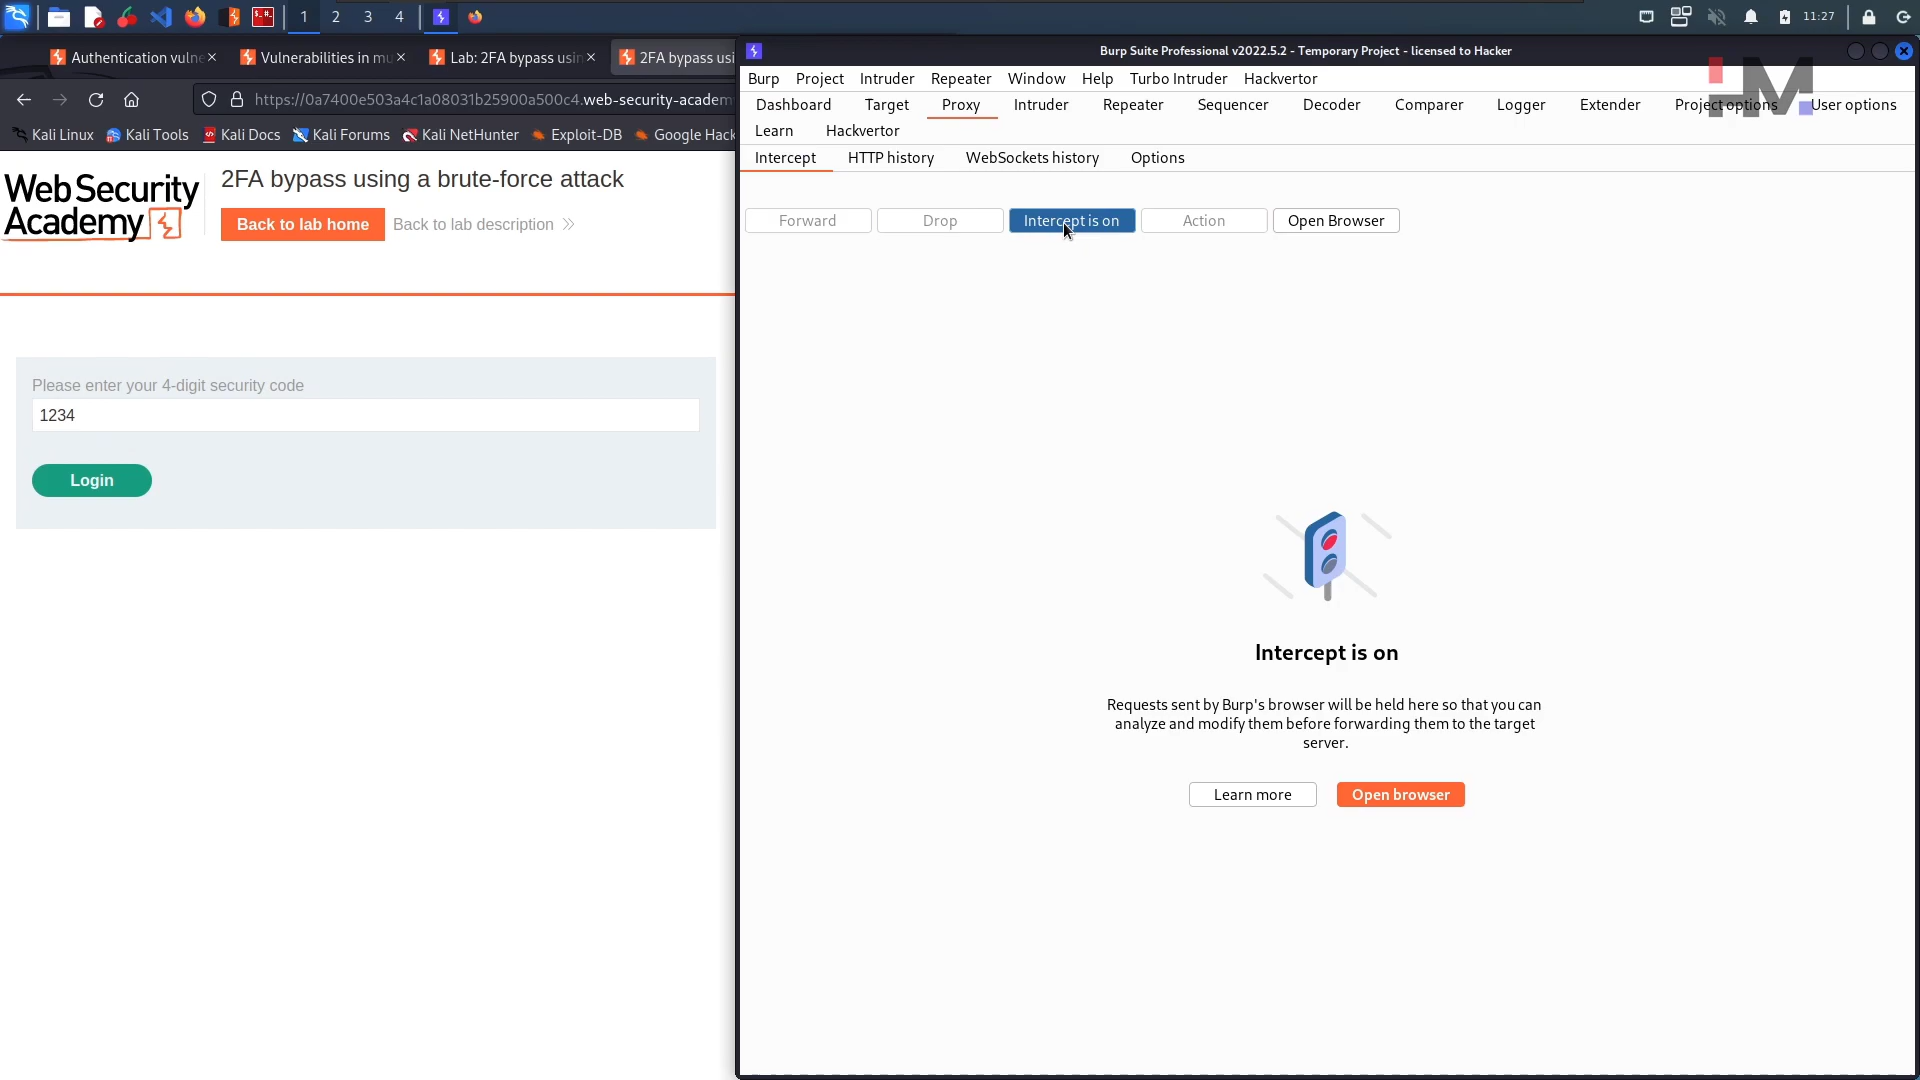 1
2
3
4
11:27
Authentication vulne
Vulnerabilities in mu
Lab: 2FA bypass usin
2FA bypass usi
Burp Suite Professional v2022.5.2 - Temporary Project - licensed to Hacker
https://0a7400e503a4c1a08031b25900a500c4.web-security-academ
Kali Linux
Kali Tools
Kali Docs
Kali Forums
Kali NetHunter
Exploit-DB
Google Hack
Burp
Project
Intruder
Repeater
Window
Help
Turbo Intruder
Hackvertor
Dashboard
Target
Proxy
Intruder
Repeater
Sequencer
Decoder
Comparer
Logger
Extender
Project options
User options
Learn
Hackvertor
Intercept
HTTP history
WebSockets history
Options
Forward
Drop
Intercept is on
Action
Open Browser
Web Security
Academy
2FA bypass using a brute-force attack
Back to lab home
Back to lab description
Please enter your 4-digit security code
1234
Login
Intercept is on
Requests sent by Burp's browser will be held here so that you can
analyze and modify them before forwarding them to the target
server.
Learn more
Open browser